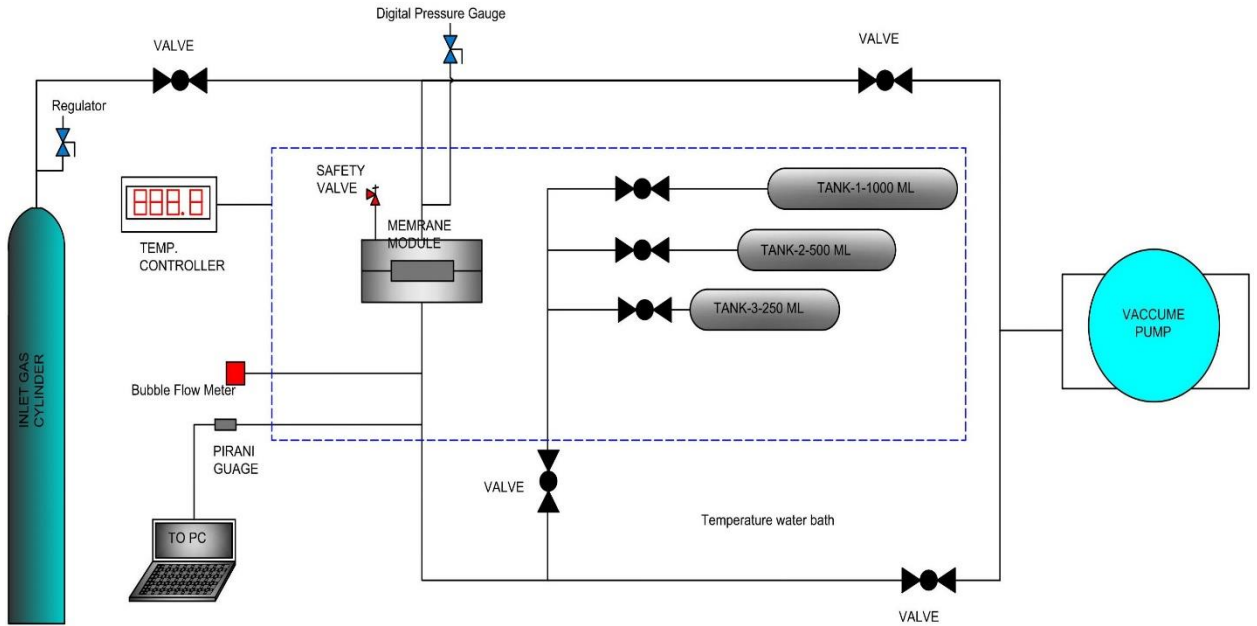 Digital Pressure Gauge
VALVE
VALVE
Regulator
SAFETY
VALVE
TANK-1-1000 ML
MEMRANE
MODULE
TEMP.
CONTROLLER
TANK-2-500 ML
TANK-3-250 ML
VACCUME
PUMP
INLET GAS
CYLINDER
Bubble Flow Meter
PIRANI
GUAGE
VALVE
Temperature water bath
TO PC
VALVE